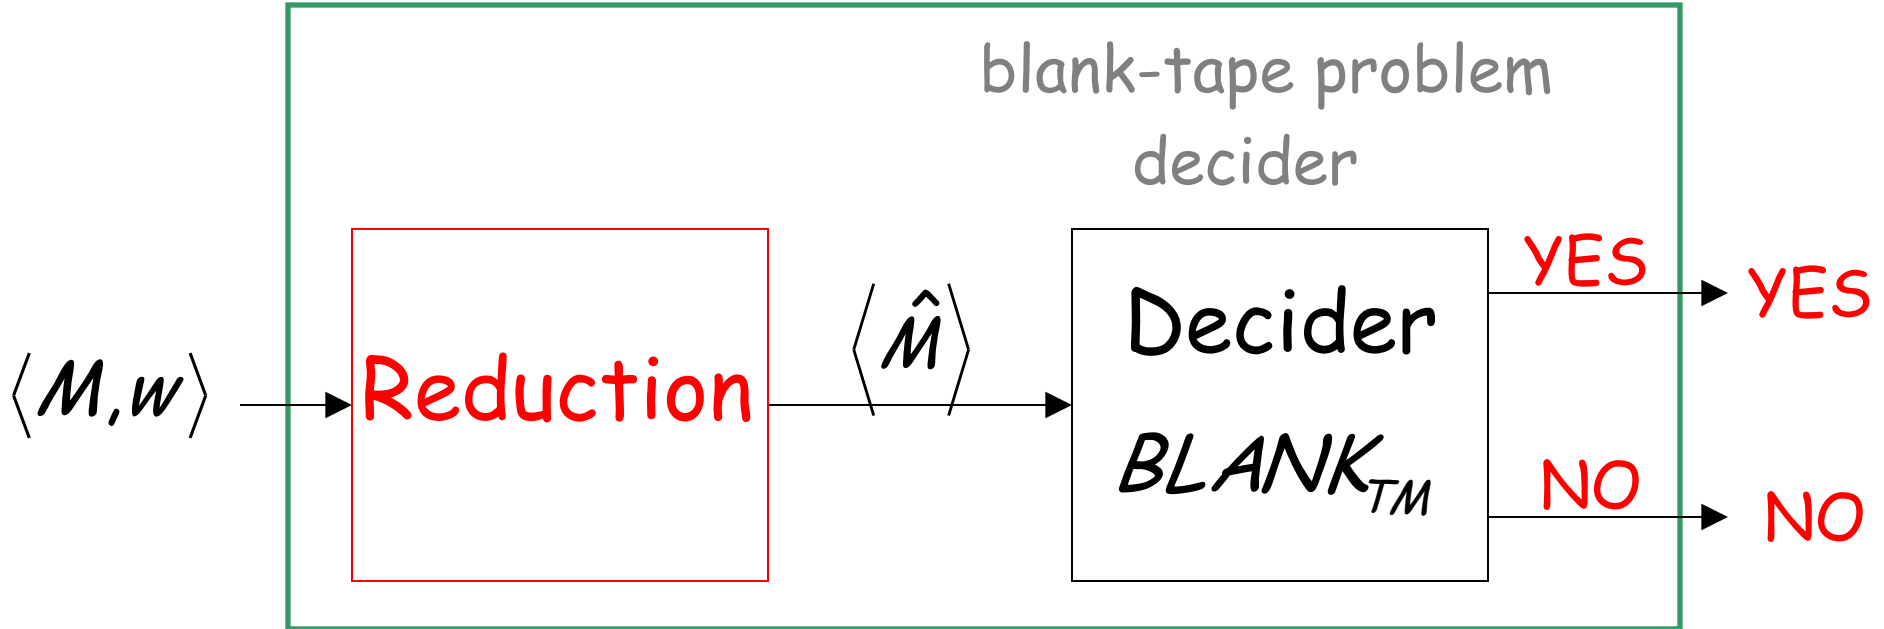 blank-tape problem
decider
⟨M,w⟩
Reduction
⟨M̂⟩
Decider
BLANK_TM
YES
YES
NO
NO